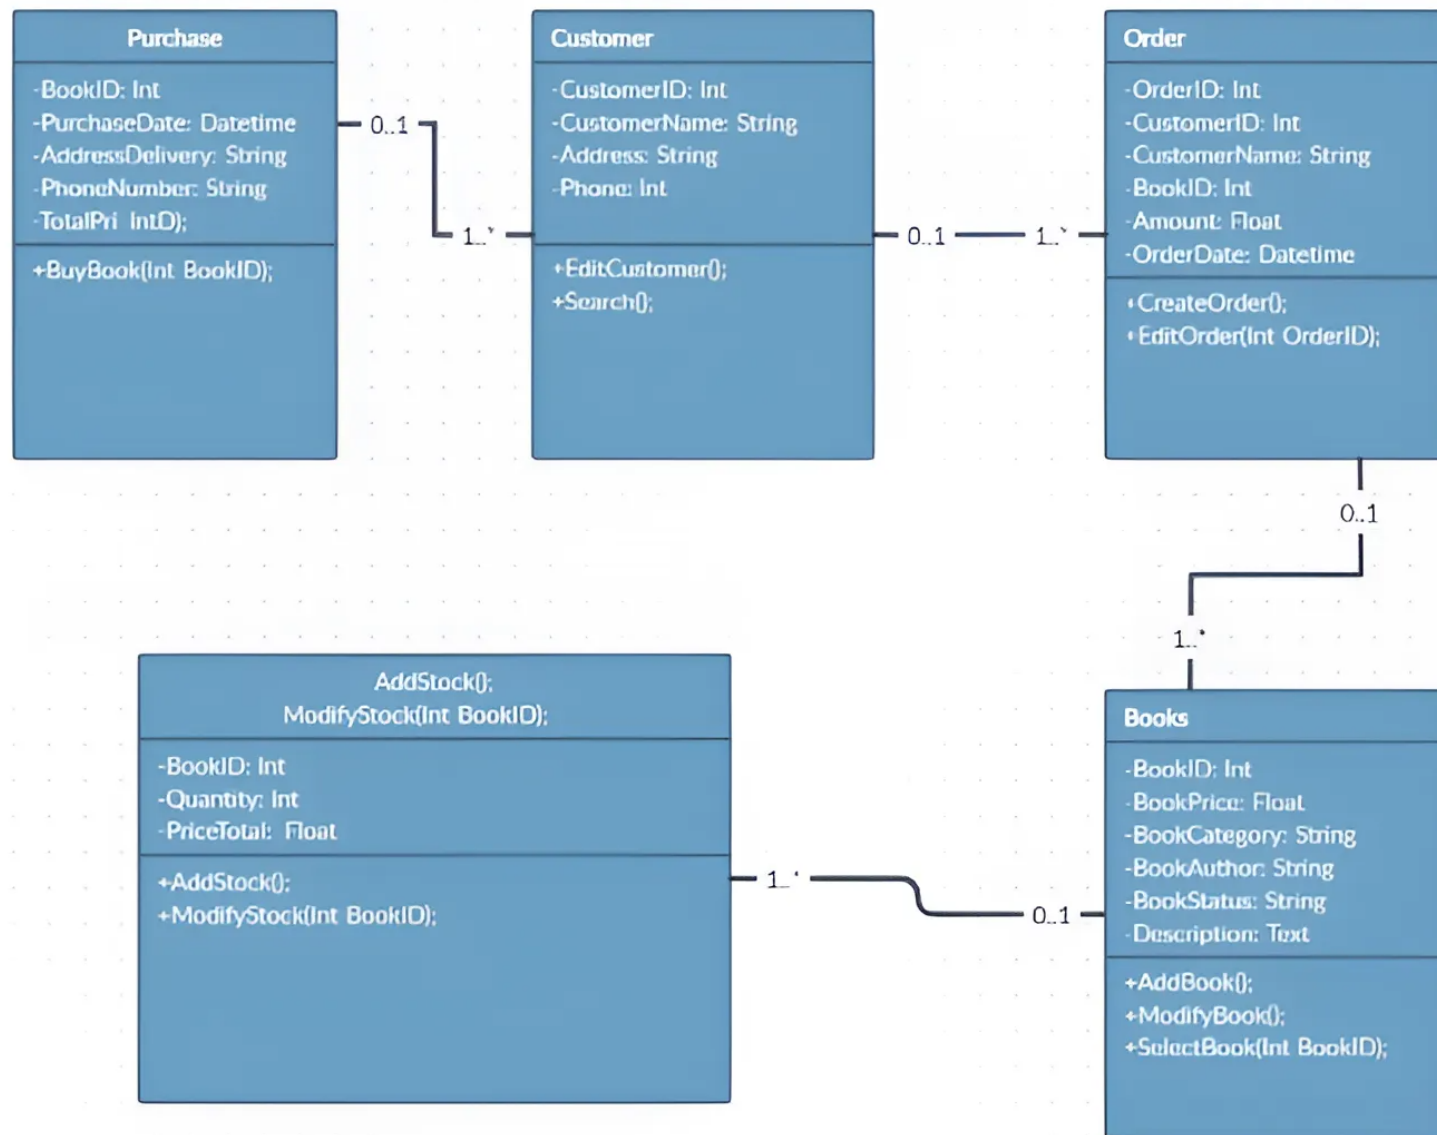 Purchase
-BookID: Int
-PurchaseDate: Datetime
-AddressDelivery: String
-PhoneNumber: String
-TotalPri IntD);
+BuyBook(Int BookID);
0..1
1..*
Customer
-CustomerID: Int
-CustomerName: String
-Address: String
-Phone: Int
+EditCustomer();
+Search();
0..1
1..*
Order
-OrderID: Int
-CustomerID: Int
-CustomerName: String
-BookID: Int
-Amount: Float
-OrderDate: Datetime
+CreateOrder();
+EditOrder(Int OrderID);
0..1
1..*
AddStock();
ModifyStock(Int BookID);
-BookID: Int
-Quantity: Int
-PriceTotal: Float
+AddStock();
+ModifyStock(Int BookID);
1..*
0..1
Books
-BookID: Int
-BookPrice: Float
-BookCategory: String
-BookAuthor: String
-BookStatus: String
-Description: Text
+AddBook();
+ModifyBook();
+SelectBook(Int BookID);